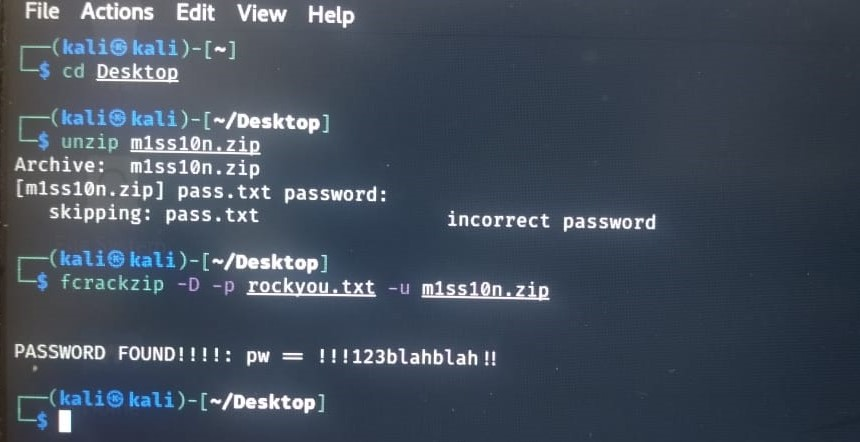 File Actions Edit View Help
┌──(kali㉿kali)-[~]
└─$ cd Desktop
┌──(kali㉿kali)-[~/Desktop]
└─$ unzip m1ss10n.zip
Archive:  m1ss10n.zip
[m1ss10n.zip] pass.txt password:
   skipping: pass.txt                incorrect password
┌──(kali㉿kali)-[~/Desktop]
└─$ fcrackzip -D -p rockyou.txt -u m1ss10n.zip
PASSWORD FOUND!!!!: pw == !!!123blahblah!!
┌──(kali㉿kali)-[~/Desktop]
└─$